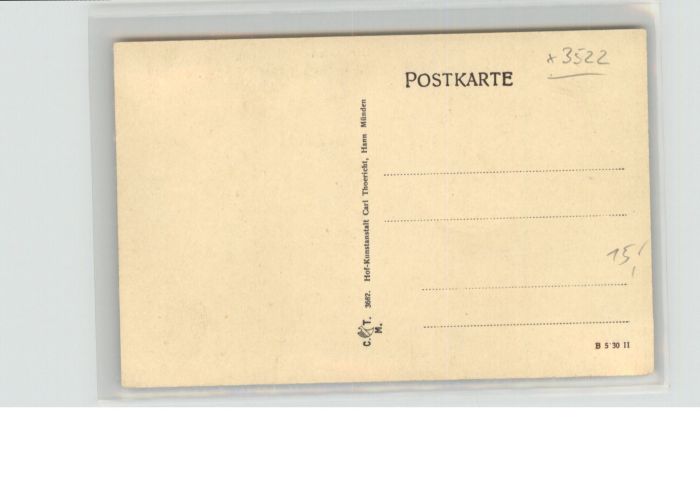 * 3522
POSTKARTE
C. T. 3682. Hof-Kunstanstalt Carl Thoericht, Hann Münden
M.
15
B 5'30 II